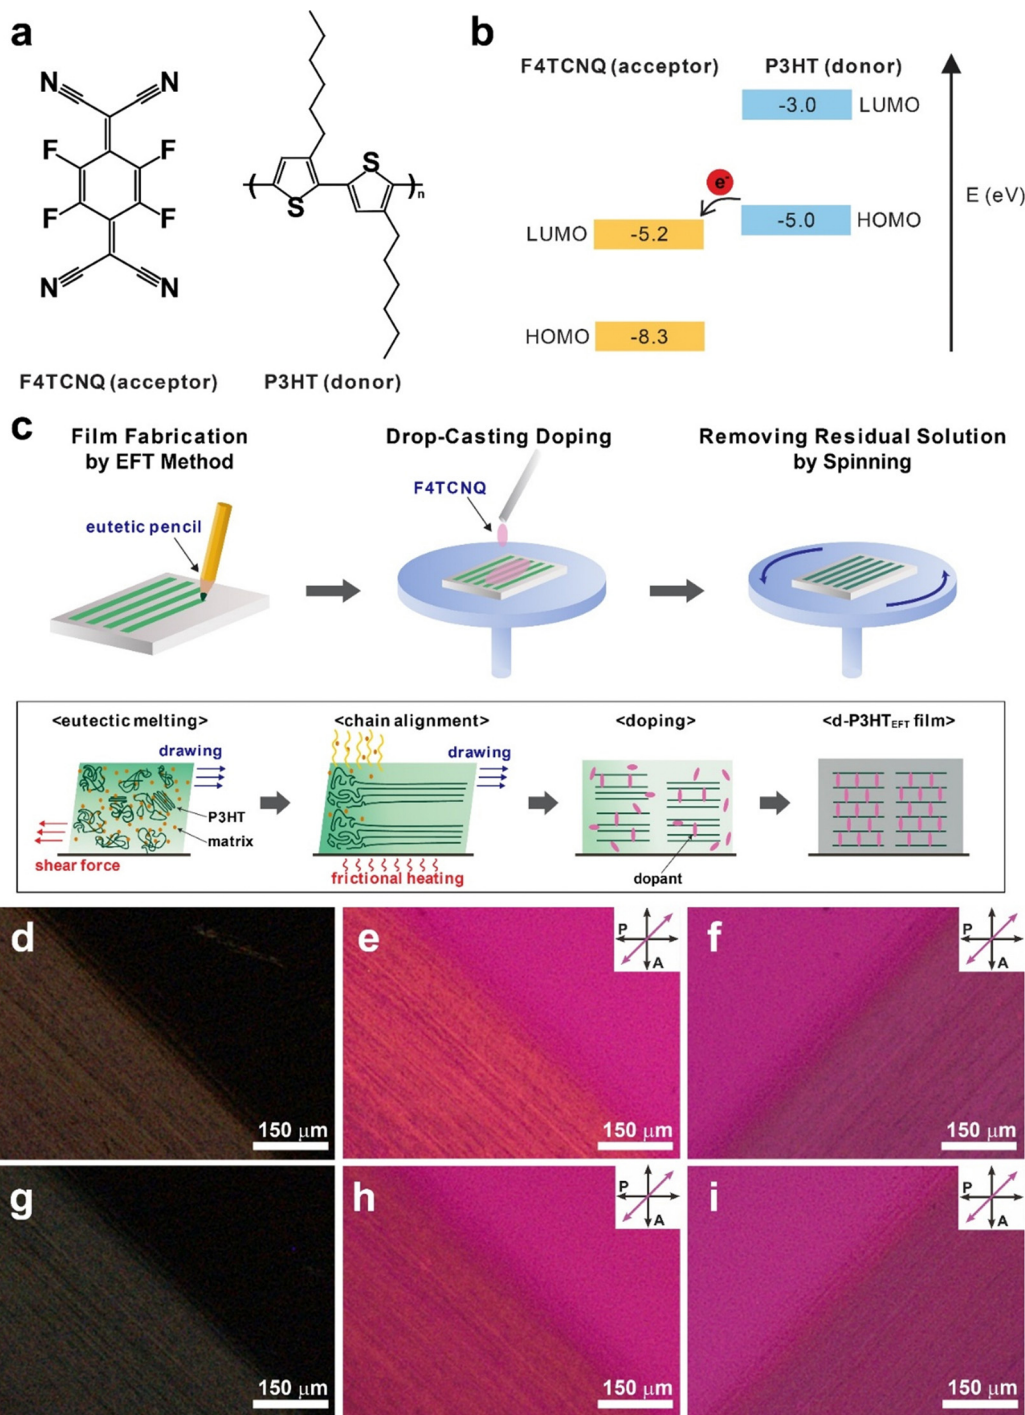 a
N N
F F
F F
N N
S
S
( )n
F4TCNQ (acceptor) P3HT (donor)
b
F4TCNQ (acceptor) P3HT (donor)
-3.0 LUMO
e-
E (eV)
LUMO -5.2
-5.0 HOMO
HOMO -8.3
c
Film Fabrication
by EFT Method
eutetic pencil
Drop-Casting Doping
F4TCNQ
Removing Residual Solution
by Spinning
<eutectic melting>
drawing
P3HT
matrix
shear force
<chain alignment>
drawing
frictional heating
<doping>
dopant
<d-P3HTEFT film>
d
150 μm
e
P
A
150 μm
f
P
A
150 μm
g
150 μm
h
P
A
150 μm
i
P
A
150 μm